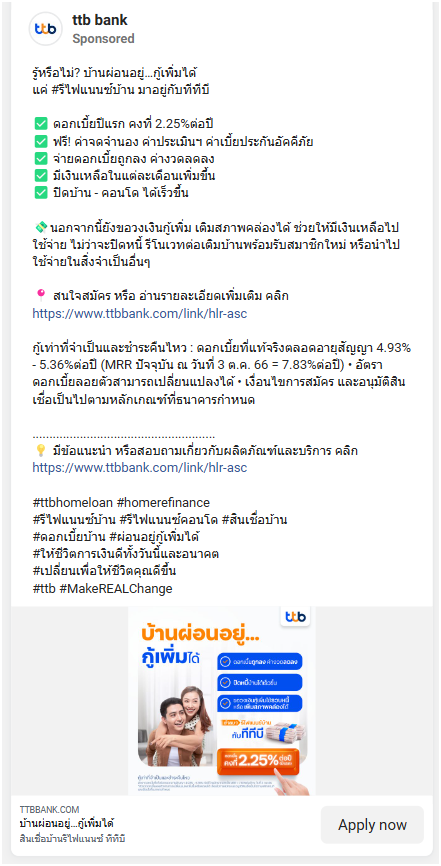 ttb bank
Sponsored
รู้หรือไม่? บ้านผ่อนอยู่...กู้เพิ่มได้
แค่ #รีไฟแนนซ์บ้าน มาอยู่กับทีทีบี
✅ ดอกเบี้ยปีแรก คงที่ 2.25%ต่อปี
✅ ฟรี! ค่าจดจำนอง ค่าประเมินฯ ค่าเบี้ยประกันอัคคีภัย
✅ จ่ายดอกเบี้ยถูกลง ค่างวดลดลง
✅ มีเงินเหลือในแต่ละเดือนเพิ่มขึ้น
✅ ปิดบ้าน - คอนโด ได้เร็วขึ้น
💸นอกจากนี้ยังขอวงเงินกู้เพิ่ม เติมสภาพคล่องได้ ช่วยให้มีเงินเหลือไป
ใช้จ่าย ไม่ว่าจะปิดหนี้ รีโนเวทต่อเติมบ้านพร้อมรับสมาชิกใหม่ หรือนำไป
ใช้จ่ายในสิ่งจำเป็นอื่นๆ
📍 สนใจสมัคร หรือ อ่านรายละเอียดเพิ่มเติม คลิก
https://www.ttbbank.com/link/hlr-asc
กู้เท่าที่จำเป็นและชำระคืนไหว : ดอกเบี้ยที่แท้จริงตลอดอายุสัญญา 4.93%
- 5.36%ต่อปี (MRR ปัจจุบัน ณ วันที่ 3 ต.ค. 66 = 7.83%ต่อปี) • อัตรา
ดอกเบี้ยลอยตัวสามารถเปลี่ยนแปลงได้ • เงื่อนไขการสมัคร และอนุมัติสิน
เชื่อเป็นไปตามหลักเกณฑ์ที่ธนาคารกำหนด
......................................................
💡 มีข้อแนะนำ หรือสอบถามเกี่ยวกับผลิตภัณฑ์และบริการ คลิก
https://www.ttbbank.com/link/hlr-asc
#ttbhomeloan #homerefinance
#รีไฟแนนซ์บ้าน #รีไฟแนนซ์คอนโด #สินเชื่อบ้าน
#ดอกเบี้ยบ้าน #ผ่อนอยู่กู้เพิ่มได้
#ให้ชีวิตการเงินดีทั้งวันนี้และอนาคต
#เปลี่ยนเพื่อให้ชีวิตคุณดีขึ้น
#ttb #MakeREALChange
ttb
บ้านผ่อนอยู่...
กู้เพิ่มได้
ดอกเบี้ยถูกลง ค่างวดลดลง
ปิดหนี้บ้านได้เร็วขึ้น
รีไฟแนนซ์บ้าน
กับทีทีบี
คงที่ 2.25% ต่อปี
TTBBANK.COM
บ้านผ่อนอยู่...กู้เพิ่มได้
สินเชื่อบ้านรีไฟแนนซ์ ทีทีบี
Apply now